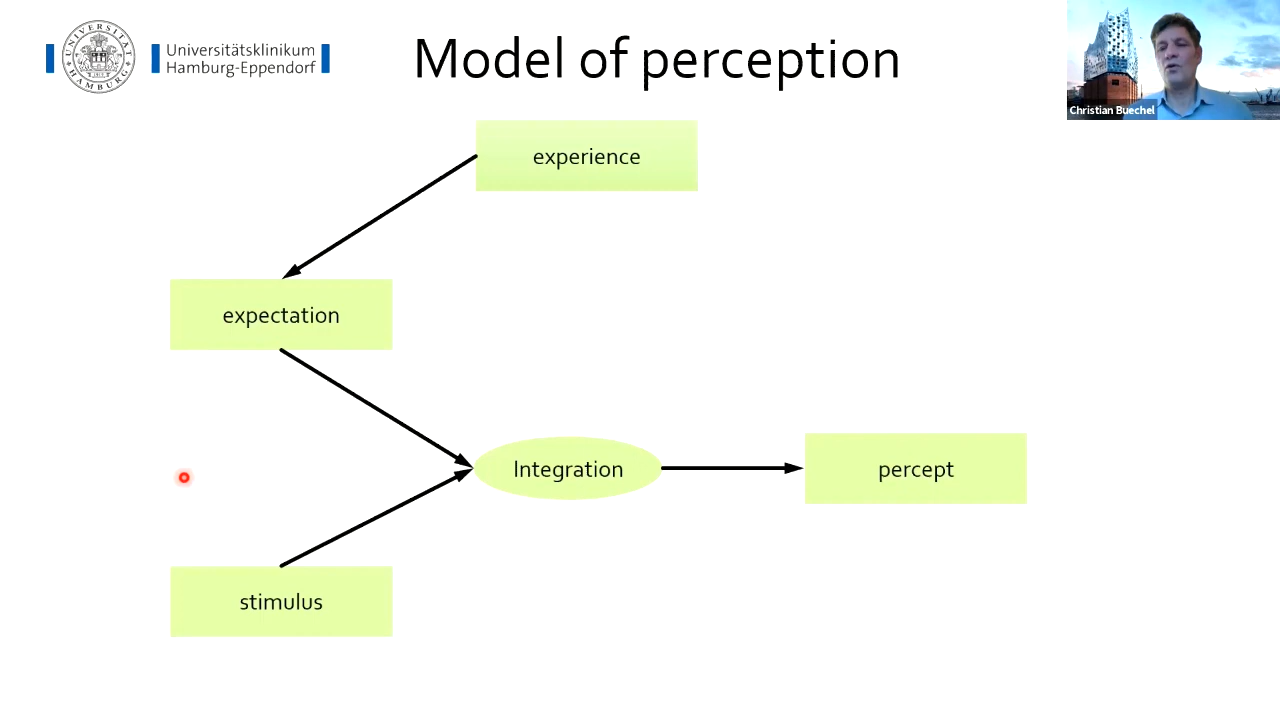 Universitätsklinikum
Hamburg-Eppendorf
Model of perception
Christian Buechel
experience
expectation
Integration
percept
stimulus